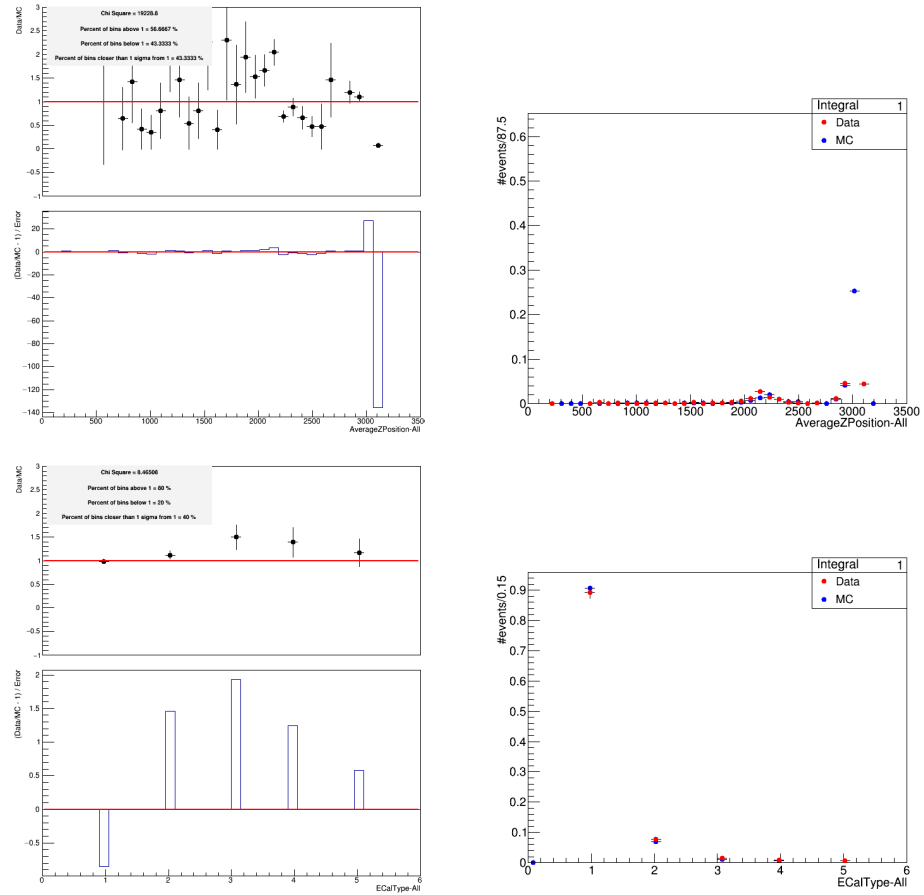 Data/MC
3
2.5
2
1.5
1
0.5
0
−0.5
−1
Chi Square = 19228.8
Percent of bins above 1 = 56.6667 %
Percent of bins below 1 = 43.3333 %
Percent of bins closer than 1 sigma from 1 = 43.3333 %
(Data/MC - 1) / Error
20
0
−20
−40
−60
−80
−100
−120
−140
0 500 1000 1500 2000 2500 3000 3500
AverageZPosition-All
#events/87.5
0.6
0.5
0.4
0.3
0.2
0.1
0
Integral 1
Data
MC
0 500 1000 1500 2000 2500 3000 3500
AverageZPosition-All
Data/MC
3
2.5
2
1.5
1
0.5
0
−0.5
−1
Chi Square = 8.46506
Percent of bins above 1 = 80 %
Percent of bins below 1 = 20 %
Percent of bins closer than 1 sigma from 1 = 40 %
(Data/MC - 1) / Error
2
1.5
1
0.5
0
−0.5
0 1 2 3 4 5 6
ECalType-All
#events/0.15
0.9
0.8
0.7
0.6
0.5
0.4
0.3
0.2
0.1
0
Integral 1
Data
MC
0 1 2 3 4 5 6
ECalType-All